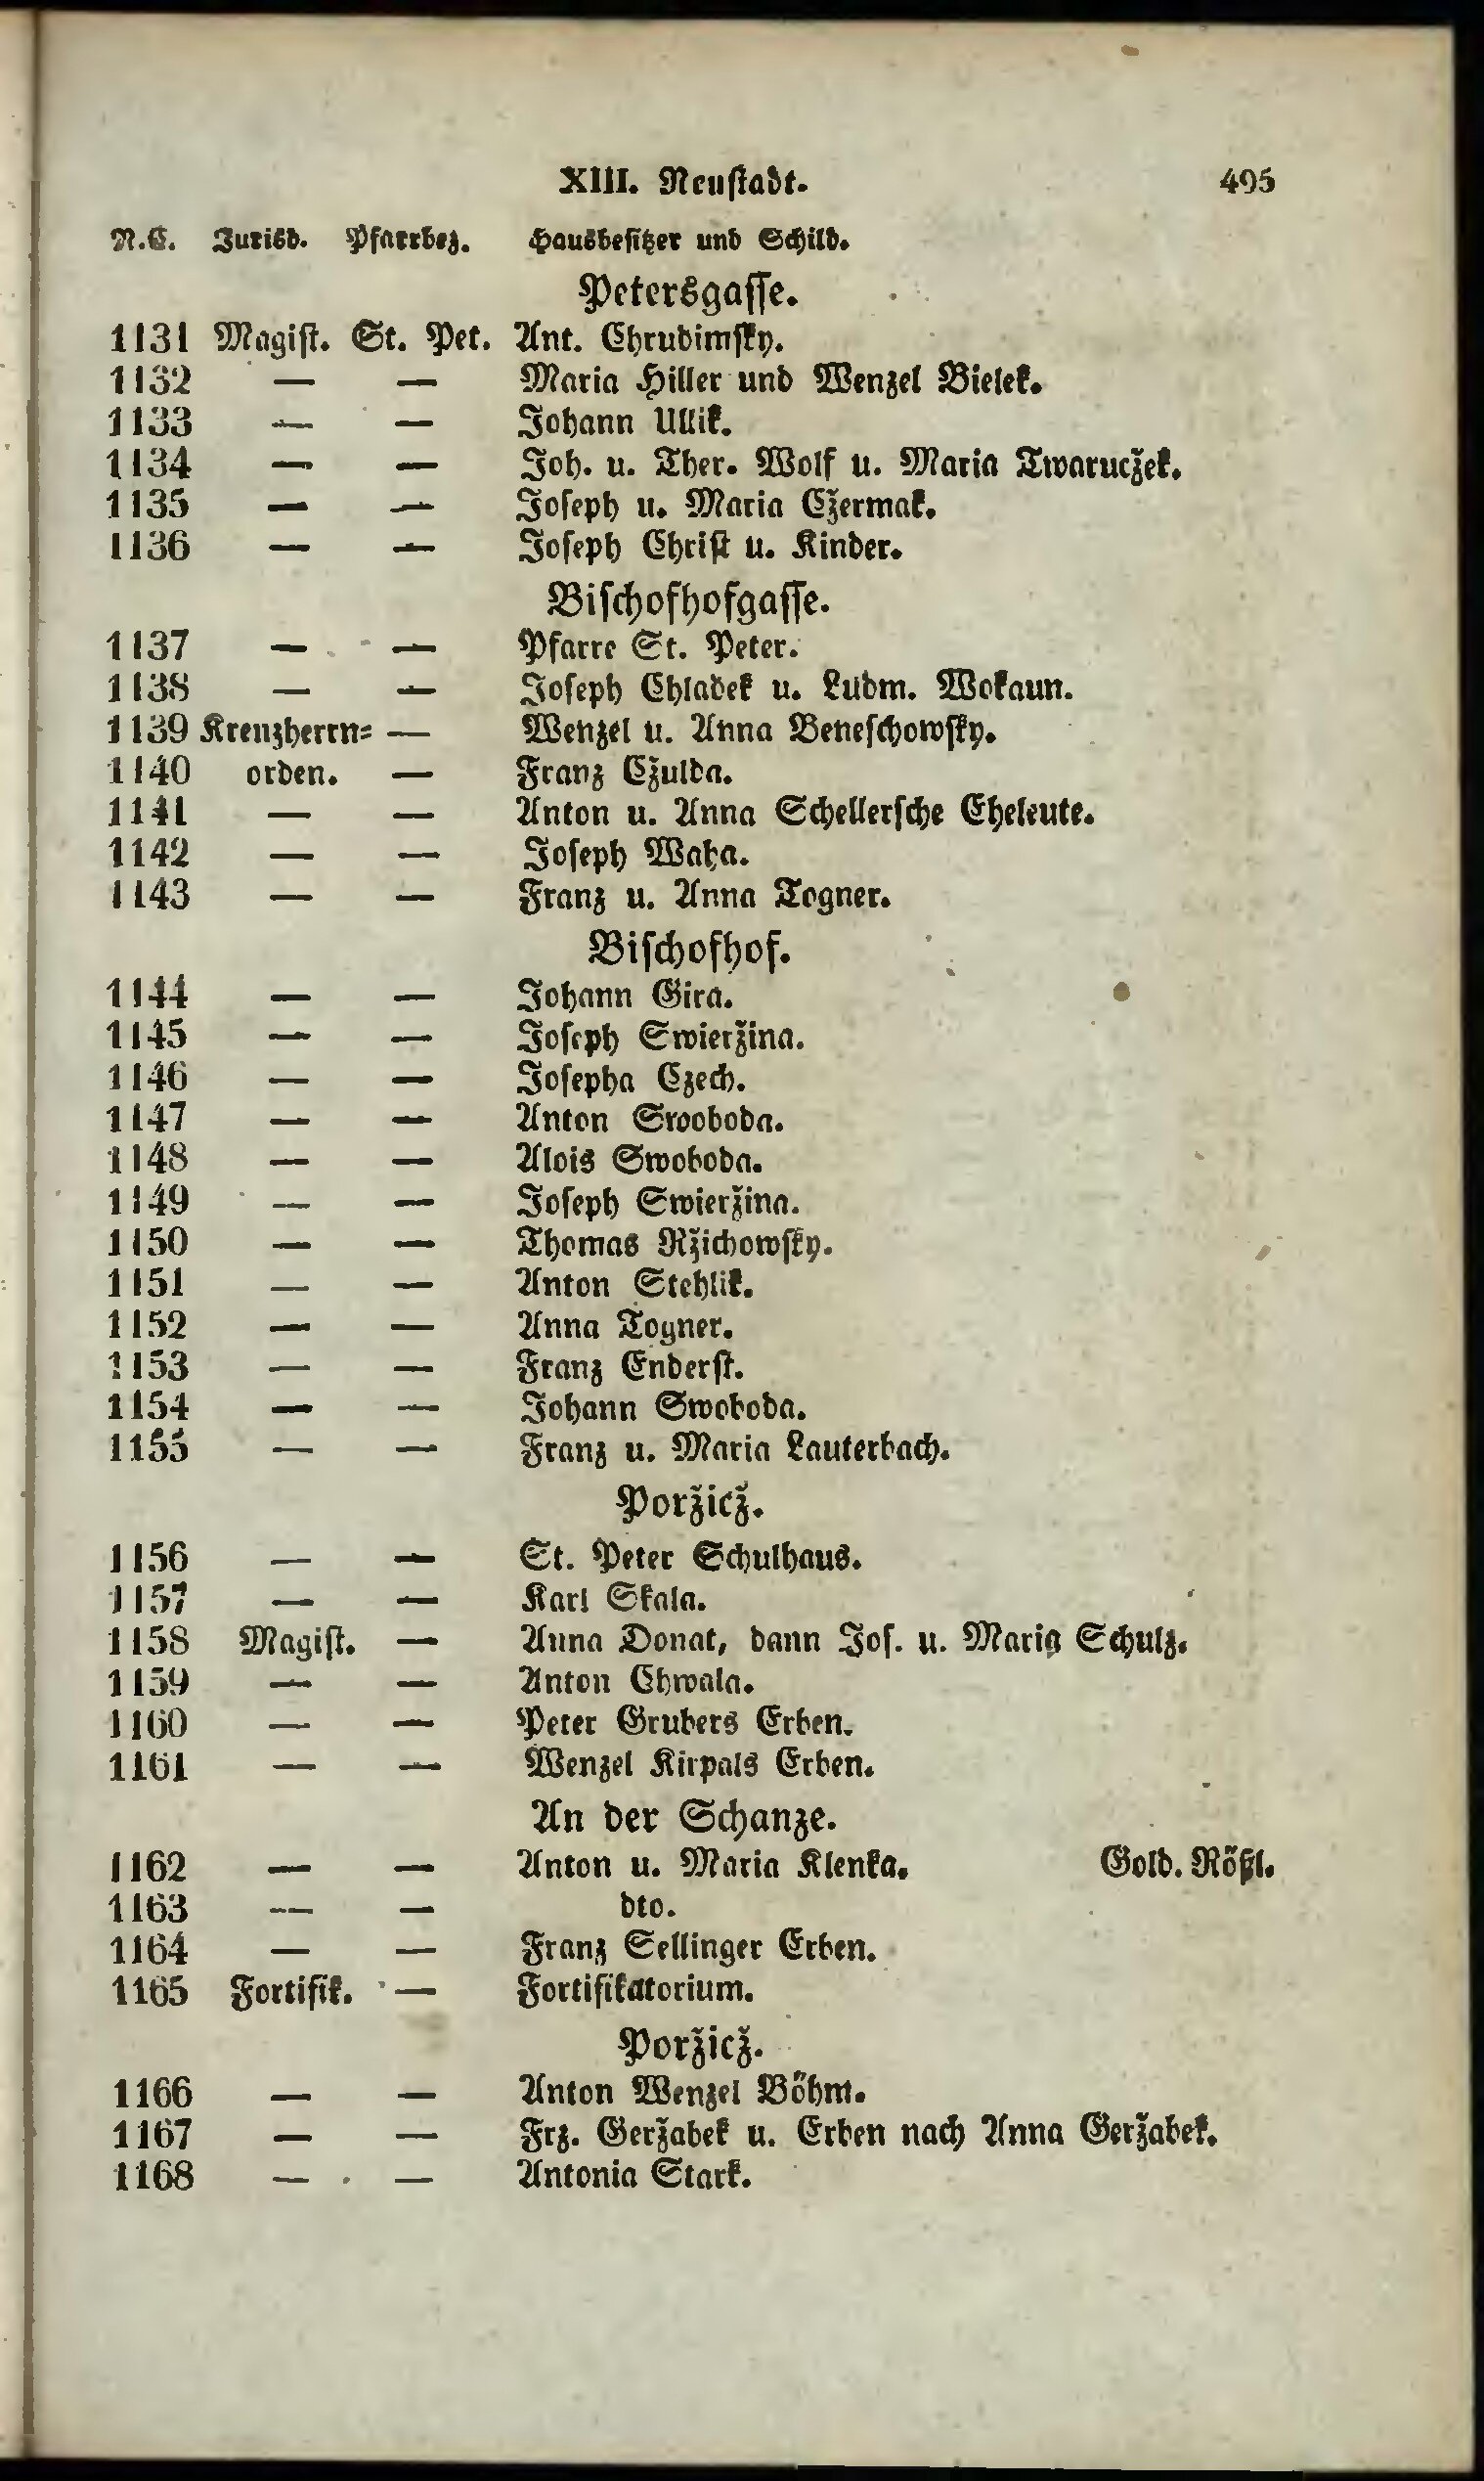 XIII. Neustadt. 495
N.C. Jurisd. Pfarrbez. Hausbesitzer und Schild.
Petersgasse.
1131 Magist. St. Pet. Ant. Chrudimsky.
1132 — — Maria Hiller und Wenzel Bielek.
1133 — — Johann Ullik.
1134 — — Joh. u. Ther. Wolf u. Maria Twaruczek.
1135 — — Joseph u. Maria Czermak.
1136 — — Joseph Christ u. Kinder.
Bischofhofgasse.
1137 — — Pfarre St. Peter.
1138 — — Joseph Chladek u. Ludm. Wokaun.
1139 Kreuzherrn= — Wenzel u. Anna Beneschowsky.
1140 orden. — Franz Cžulda.
1141 — — Anton u. Anna Schellersche Eheleute.
1142 — — Joseph Waha.
1143 — — Franz u. Anna Togner.
Bischofhof.
1144 — — Johann Gira.
1145 — — Joseph Swieržina.
1146 — — Josepha Czech.
1147 — — Anton Swoboda.
1148 — — Alois Swoboda.
1149 — — Joseph Swieržina.
1150 — — Thomas Ržichowsky.
1151 — — Anton Stehlik.
1152 — — Anna Togner.
1153 — — Franz Enderst.
1154 — — Johann Swoboda.
1155 — — Franz u. Maria Lauterbach.
Poržicž.
1156 — — St. Peter Schulhaus.
1157 — — Karl Skala.
1158 Magist. — Anna Donat, dann Jos. u. Maria Schulz.
1159 — — Anton Chwala.
1160 — — Peter Grubers Erben.
1161 — — Wenzel Kirpals Erben.
An der Schanze.
1162 — — Anton u. Maria Klenka. Gold. Rößl.
1163 — — dto.
1164 — — Franz Sellinger Erben.
1165 Fortifik. — Fortifikatorium.
Poržicž.
1166 — — Anton Wenzel Böhm.
1167 — — Frz. Geržabek u. Erben nach Anna Geržabek.
1168 — — Antonia Stark.